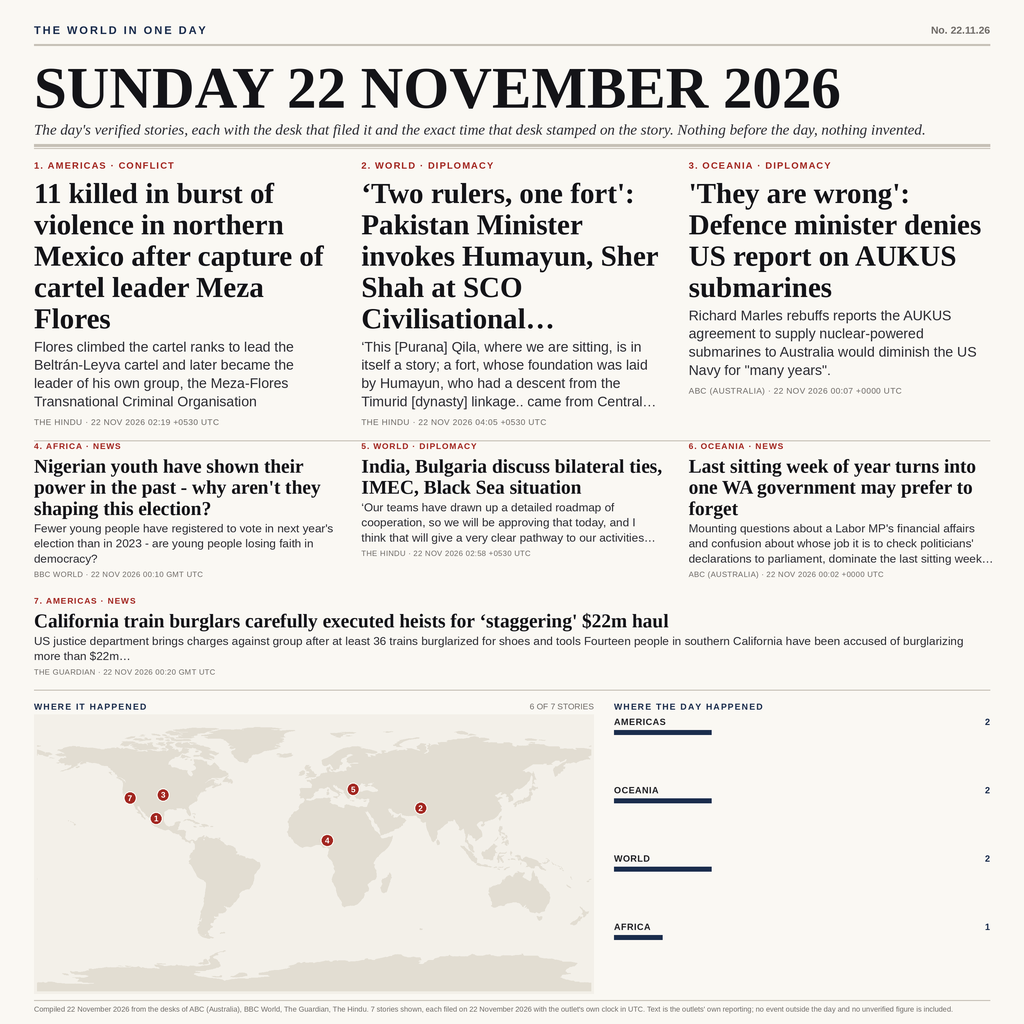 THE WORLD IN ONE DAY
No. 22.11.26
SUNDAY 22 NOVEMBER 2026
The day's verified stories, each with the desk that filed it and the exact time that desk stamped on the story. Nothing before the day, nothing invented.
1. AMERICAS · CONFLICT
11 killed in burst of
violence in northern
Mexico after capture of
cartel leader Meza
Flores
Flores climbed the cartel ranks to lead the
Beltrán-Leyva cartel and later became the
leader of his own group, the Meza-Flores
Transnational Criminal Organisation
THE HINDU · 22 NOV 2026 02:19 +0530 UTC
2. WORLD · DIPLOMACY
‘Two rulers, one fort':
Pakistan Minister
invokes Humayun, Sher
Shah at SCO
Civilisational…
‘This [Purana] Qila, where we are sitting, is in
itself a story; a fort, whose foundation was laid
by Humayun, who had a descent from the
Timurid [dynasty] linkage.. came from Central…
THE HINDU · 22 NOV 2026 04:05 +0530 UTC
3. OCEANIA · DIPLOMACY
'They are wrong':
Defence minister denies
US report on AUKUS
submarines
Richard Marles rebuffs reports the AUKUS
agreement to supply nuclear-powered
submarines to Australia would diminish the US
Navy for "many years".
ABC (AUSTRALIA) · 22 NOV 2026 00:07 +0000 UTC
4. AFRICA · NEWS
Nigerian youth have shown their
power in the past - why aren't they
shaping this election?
Fewer young people have registered to vote in next year's
election than in 2023 - are young people losing faith in
democracy?
BBC WORLD · 22 NOV 2026 00:10 GMT UTC
5. WORLD · DIPLOMACY
India, Bulgaria discuss bilateral ties,
IMEC, Black Sea situation
‘Our teams have drawn up a detailed roadmap of
cooperation, so we will be approving that today, and I
think that will give a very clear pathway to our activities…
THE HINDU · 22 NOV 2026 02:58 +0530 UTC
6. OCEANIA · NEWS
Last sitting week of year turns into
one WA government may prefer to
forget
Mounting questions about a Labor MP's financial affairs
and confusion about whose job it is to check politicians'
declarations to parliament, dominate the last sitting week…
ABC (AUSTRALIA) · 22 NOV 2026 00:02 +0000 UTC
7. AMERICAS · NEWS
California train burglars carefully executed heists for ‘staggering' $22m haul
US justice department brings charges against group after at least 36 trains burglarized for shoes and tools Fourteen people in southern California have been accused of burglarizing
more than $22m…
THE GUARDIAN · 22 NOV 2026 00:20 GMT UTC
WHERE IT HAPPENED
6 OF 7 STORIES
7
3
1
5
2
4
WHERE THE DAY HAPPENED
AMERICAS 2
OCEANIA 2
WORLD 2
AFRICA 1
Compiled 22 November 2026 from the desks of ABC (Australia), BBC World, The Guardian, The Hindu. 7 stories shown, each filed on 22 November 2026 with the outlet's own clock in UTC. Text is the outlets' own reporting; no event outside the day and no unverified figure is included.